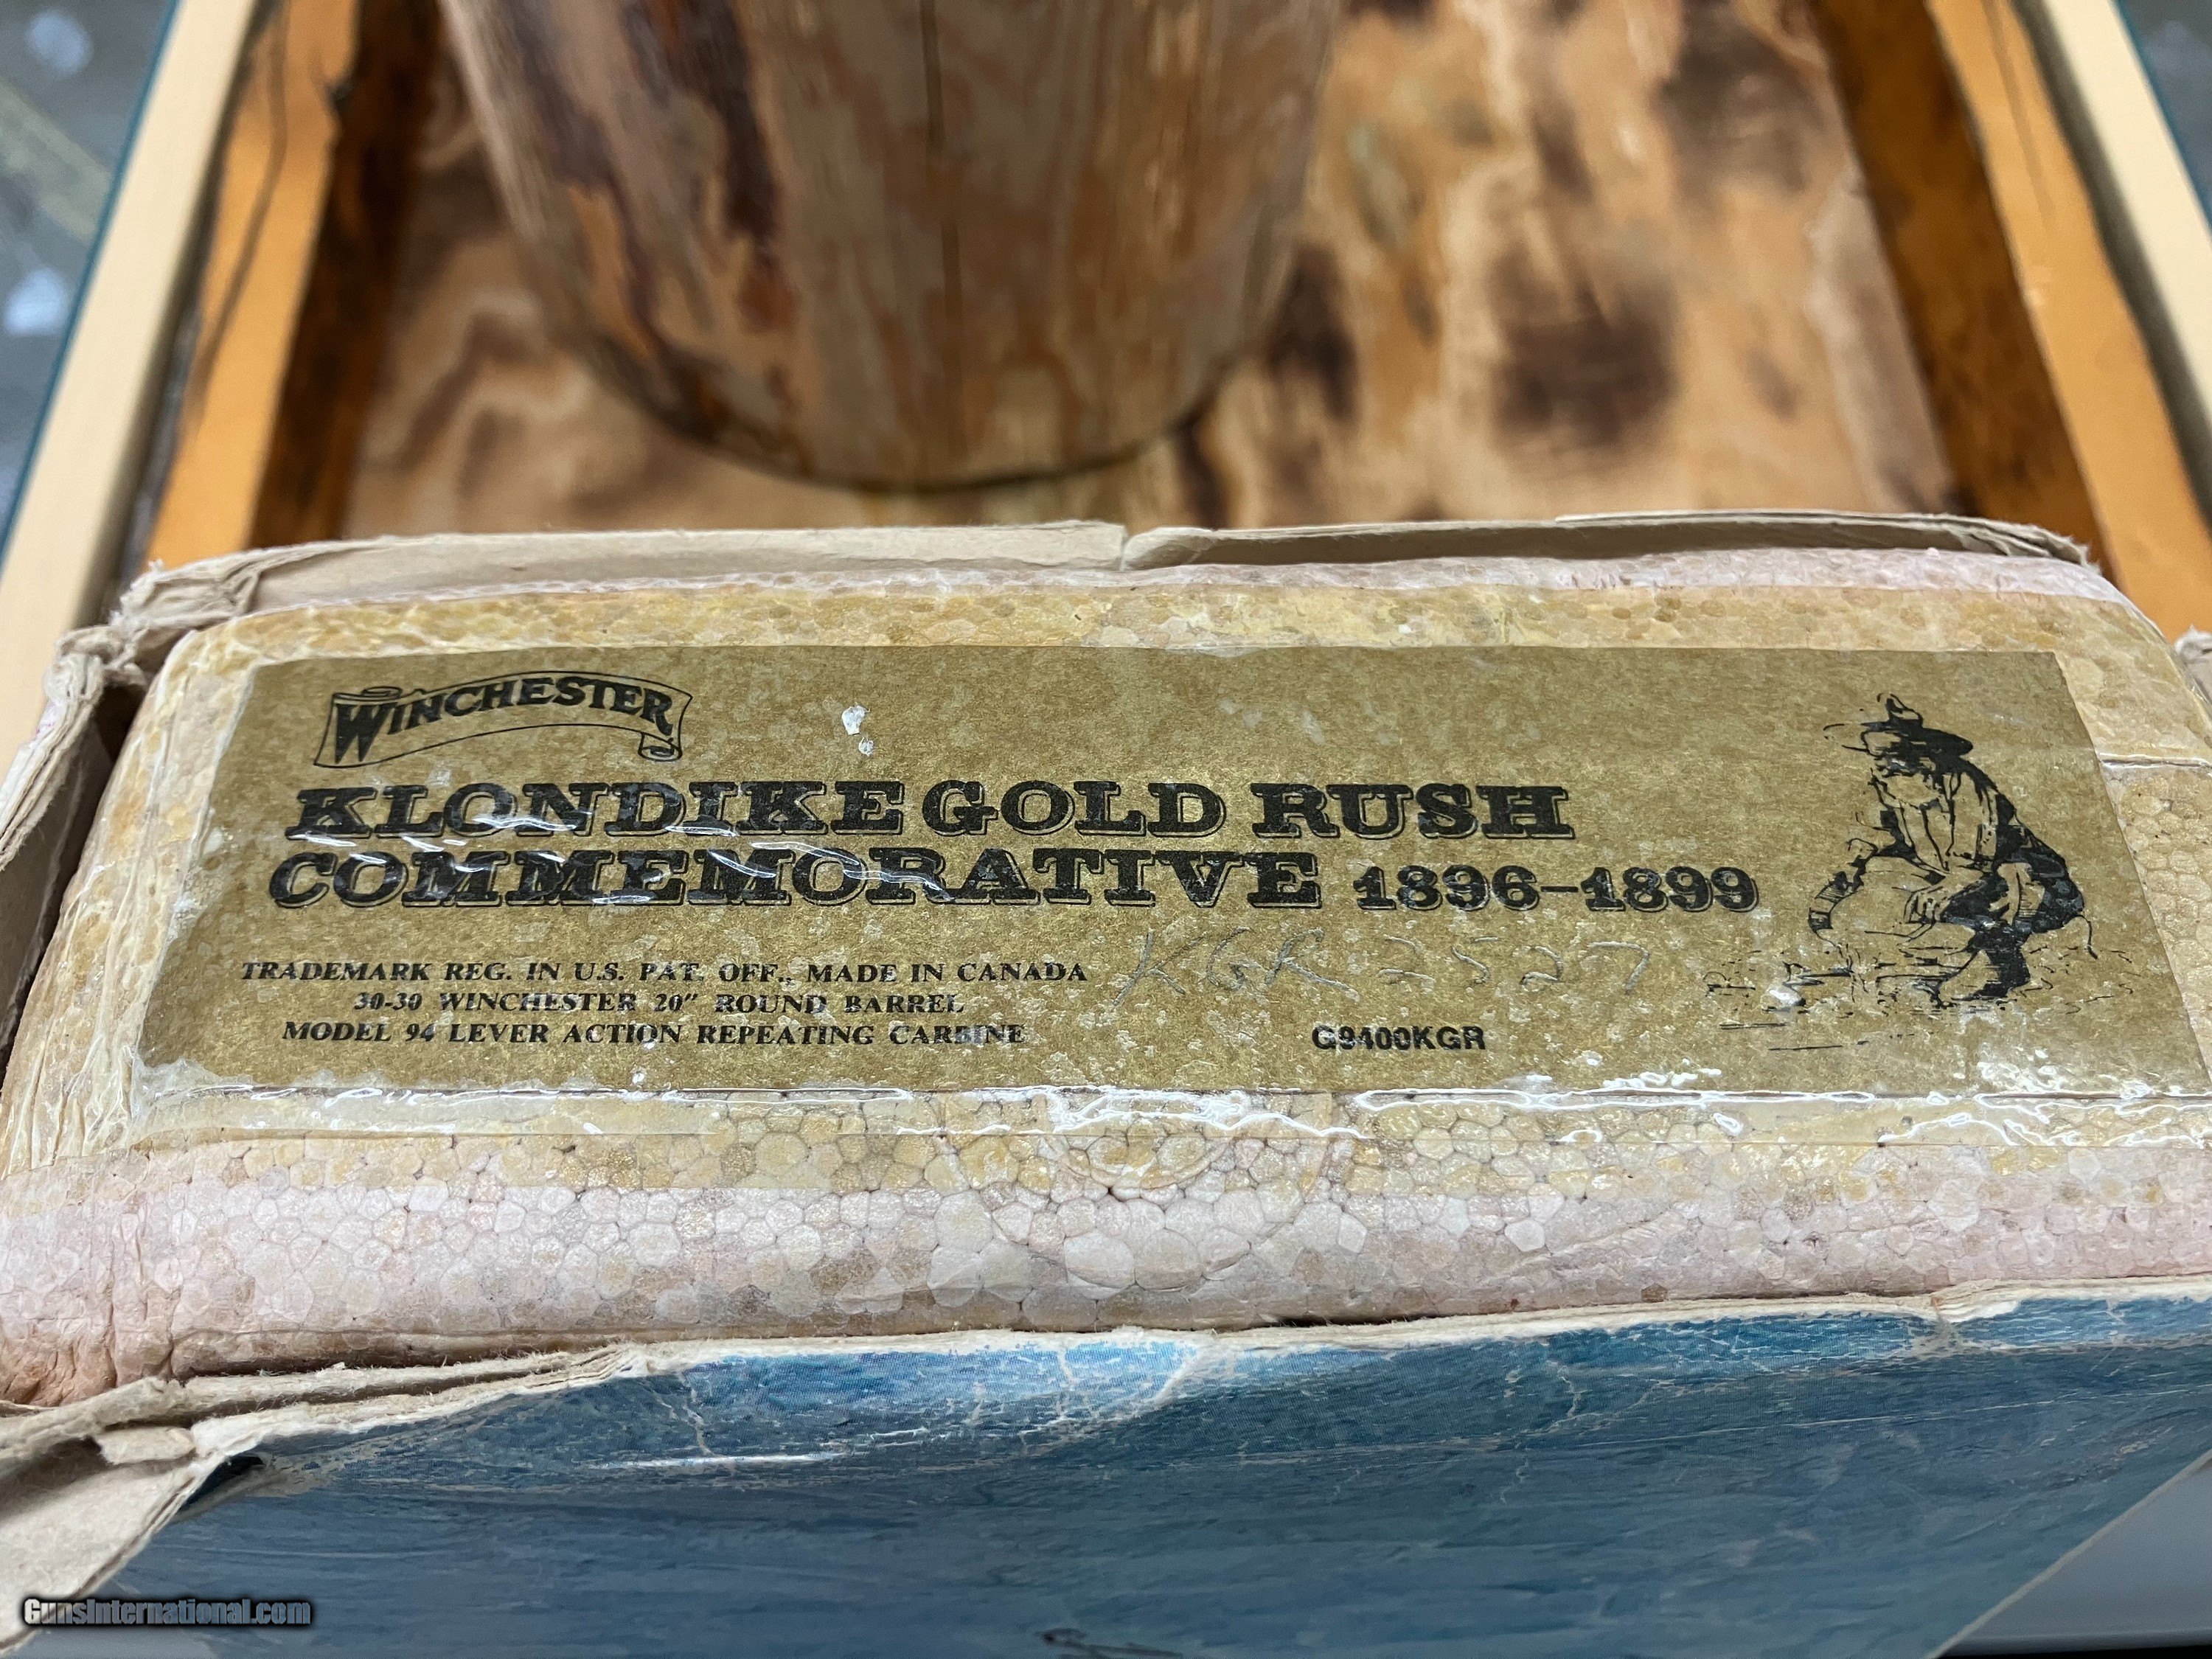 WINCHESTER
KLONDIKE GOLD RUSH
COMMEMORATIVE 1896–1899
TRADEMARK REG. IN U.S. PAT. OFF., MADE IN CANADA
KGR 2527
30-30 WINCHESTER 20" ROUND BARREL
MODEL 94 LEVER ACTION REPEATING CARBINE
G9400KGR
GunsInternational.com